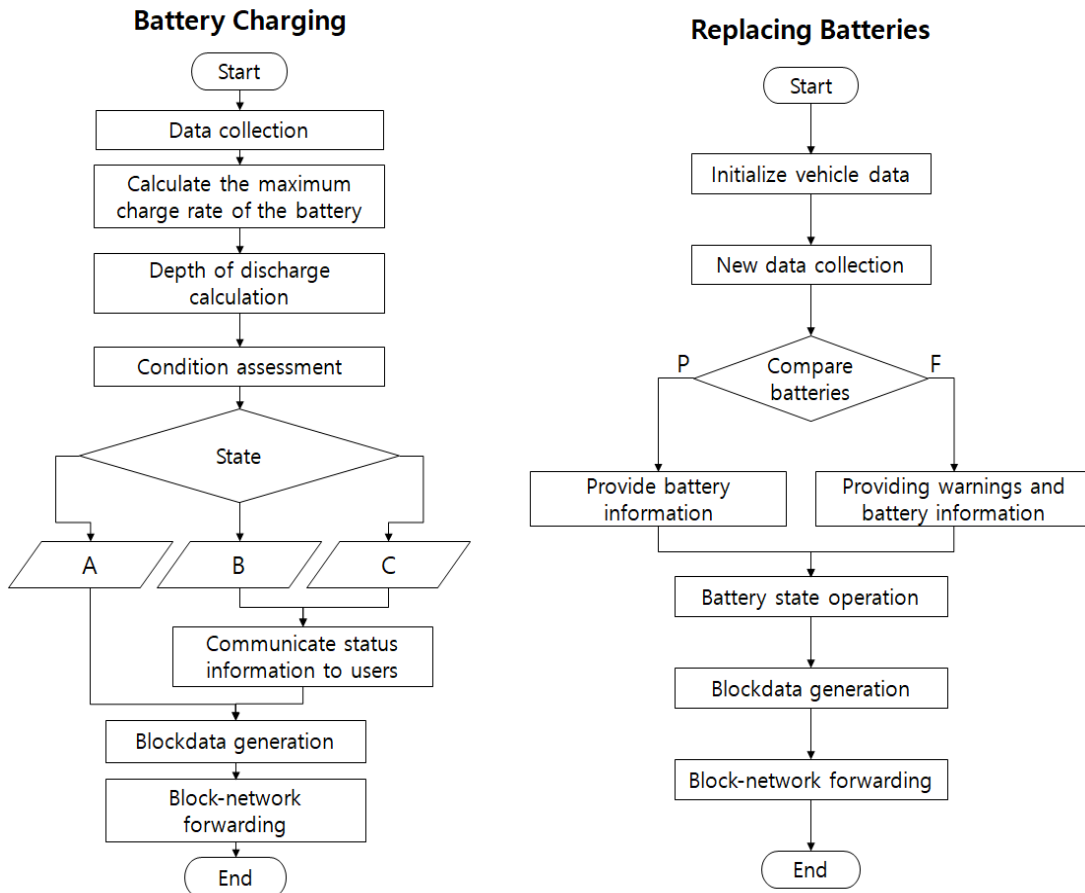 Battery Charging
Start
Data collection
Calculate the maximum
charge rate of the battery
Depth of discharge
calculation
Condition assessment
State
A
B
C
Communicate status
information to users
Blockdata generation
Block-network
forwarding
End
Replacing Batteries
Start
Initialize vehicle data
New data collection
P
Compare
batteries
F
Provide battery
information
Providing warnings and
battery information
Battery state operation
Blockdata generation
Block-network forwarding
End